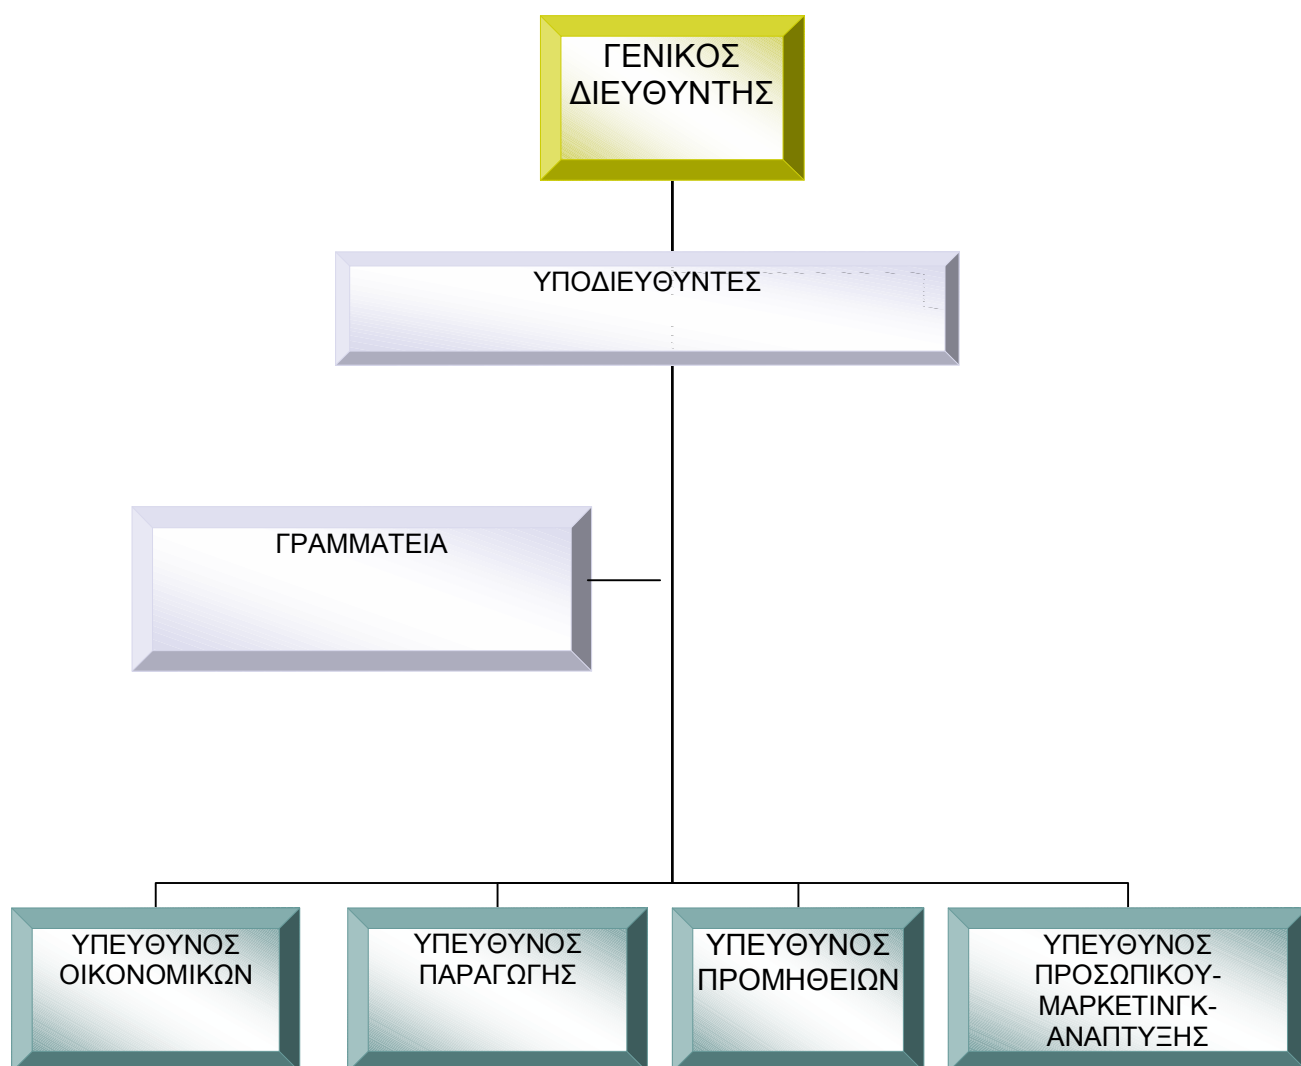 ΓΕΝΙΚΟΣ
ΔΙΕΥΘΥΝΤΗΣ
ΥΠΟΔΙΕΥΘΥΝΤΕΣ
ΓΡΑΜΜΑΤΕΙΑ
ΥΠΕΥΘΥΝΟΣ
ΟΙΚΟΝΟΜΙΚΩΝ
ΥΠΕΥΘΥΝΟΣ
ΠΑΡΑΓΩΓΗΣ
ΥΠΕΥΘΥΝΟΣ
ΠΡΟΜΗΘΕΙΩΝ
ΥΠΕΥΘΥΝΟΣ
ΠΡΟΣΩΠΙΚΟΥ-
ΜΑΡΚΕΤΙΝΓΚ-
ΑΝΑΠΤΥΞΗΣ